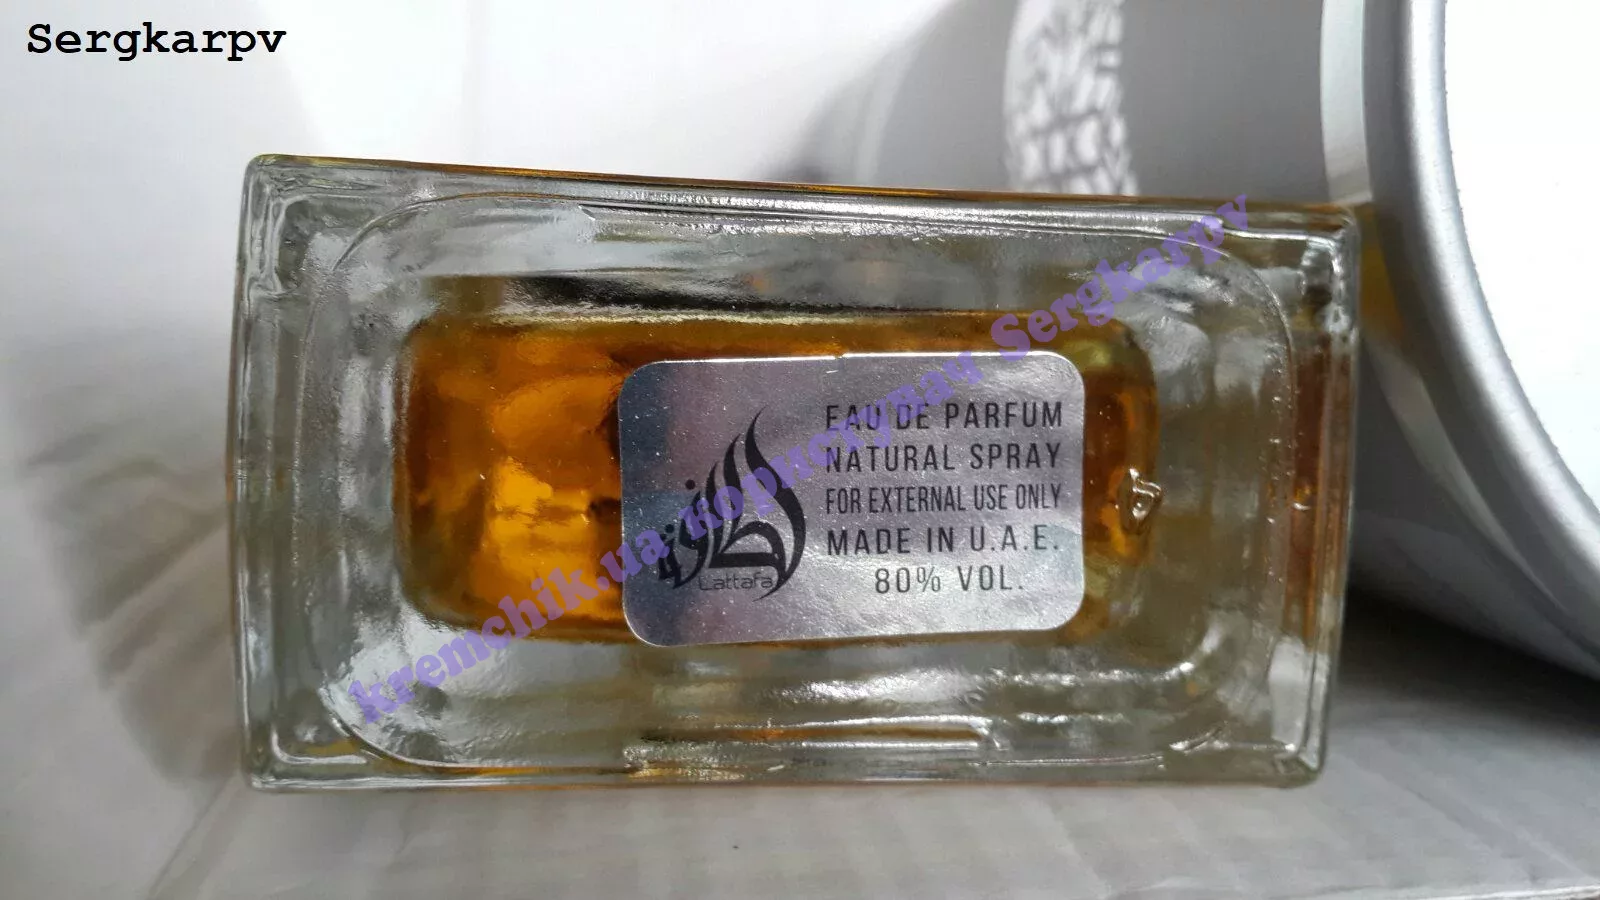 Sergkarpv
EAU DE PARFUM
NATURAL SPRAY
FOR EXTERNAL USE ONLY
MADE IN U.A.E.
80% VOL.
لطافة
Lattafa
kremchik.ua користувач Sergkarpv